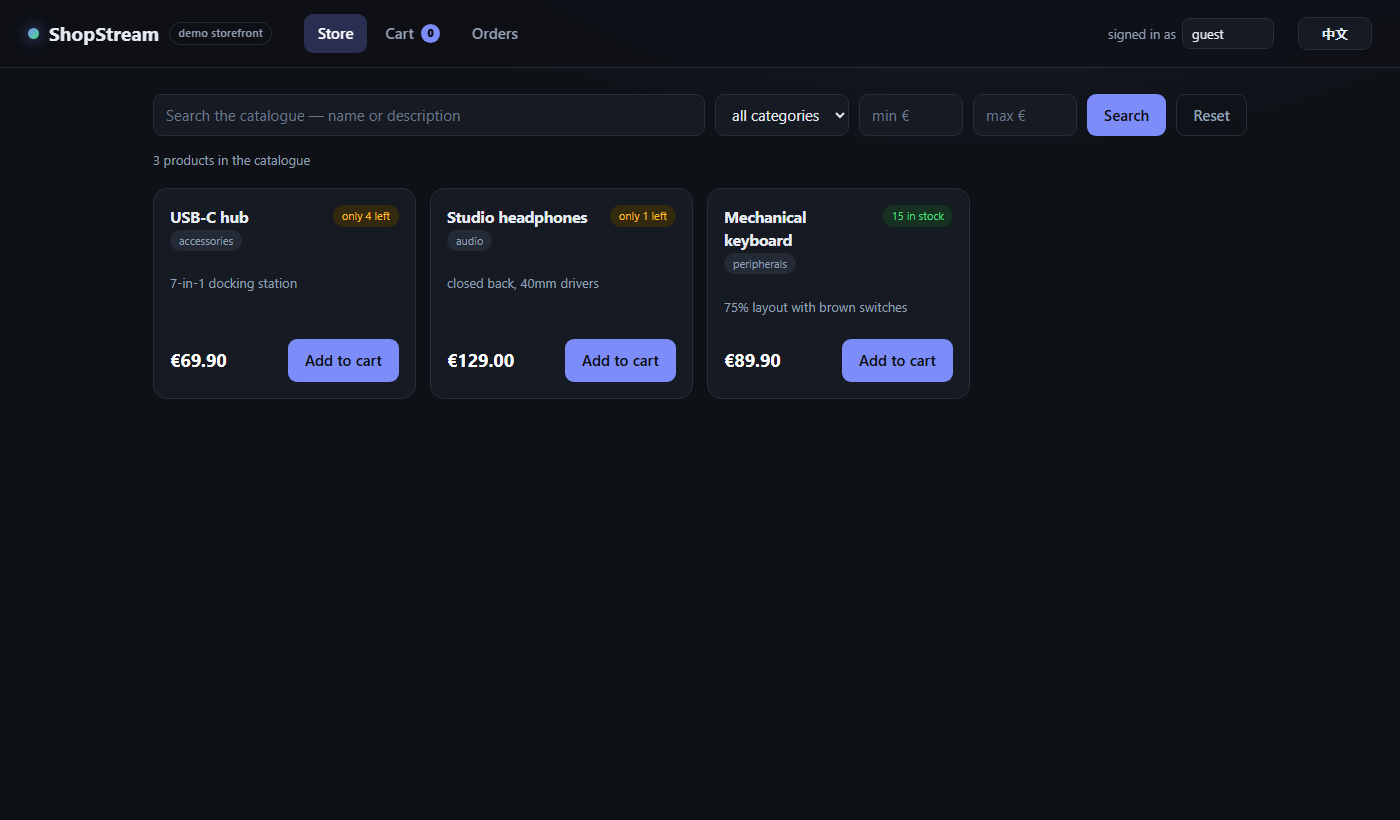 ShopStream demo storefront Store Cart 0 Orders signed in as guest 中文
Search the catalogue — name or description all categories min € max € Search Reset
3 products in the catalogue
USB-C hub only 4 left
accessories
7-in-1 docking station
€69.90 Add to cart
Studio headphones only 1 left
audio
closed back, 40mm drivers
€129.00 Add to cart
Mechanical keyboard 15 in stock
peripherals
75% layout with brown switches
€89.90 Add to cart